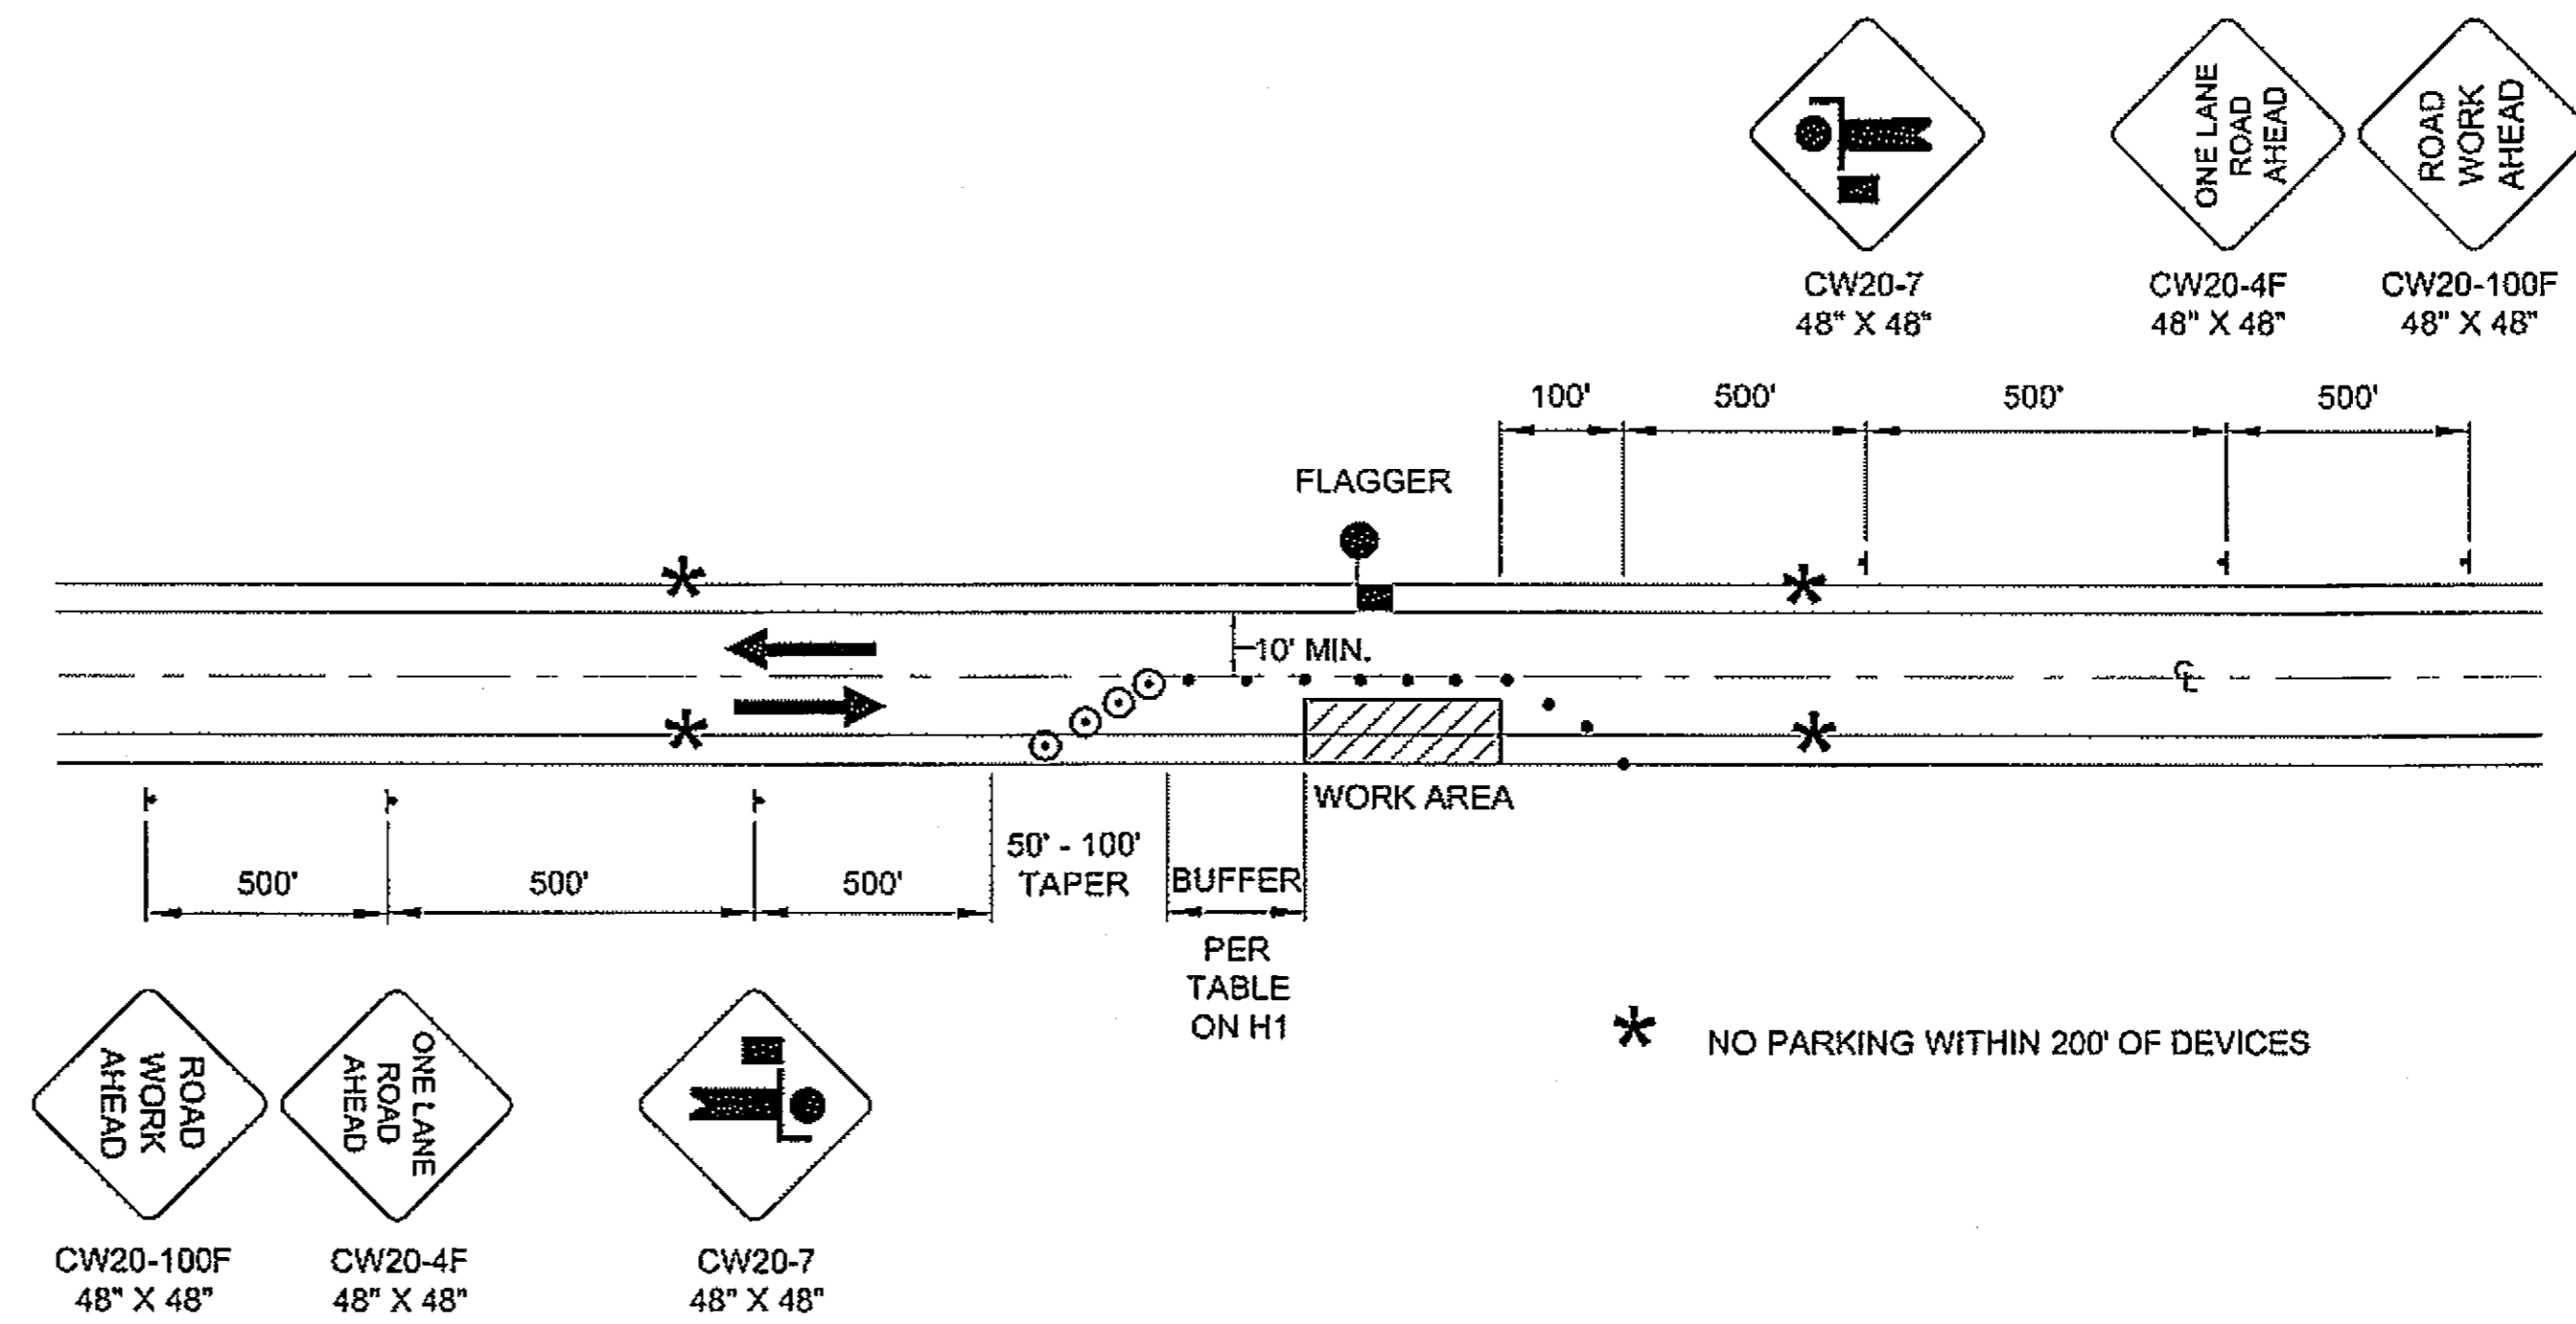 ONE LANE
ROAD
AHEAD
ROAD
WORK
AHEAD
CW20-7
48" X 48"
CW20-4F
48" X 48"
CW20-100F
48" X 48"
100'
500'
500'
500'
FLAGGER
10' MIN.
CL
WORK AREA
500'
500'
500'
50' - 100'
TAPER
BUFFER
PER
TABLE
ON H1
* NO PARKING WITHIN 200' OF DEVICES
ROAD
WORK
AHEAD
ONE LANE
ROAD
AHEAD
CW20-100F
48" X 48"
CW20-4F
48" X 48"
CW20-7
48" X 48"